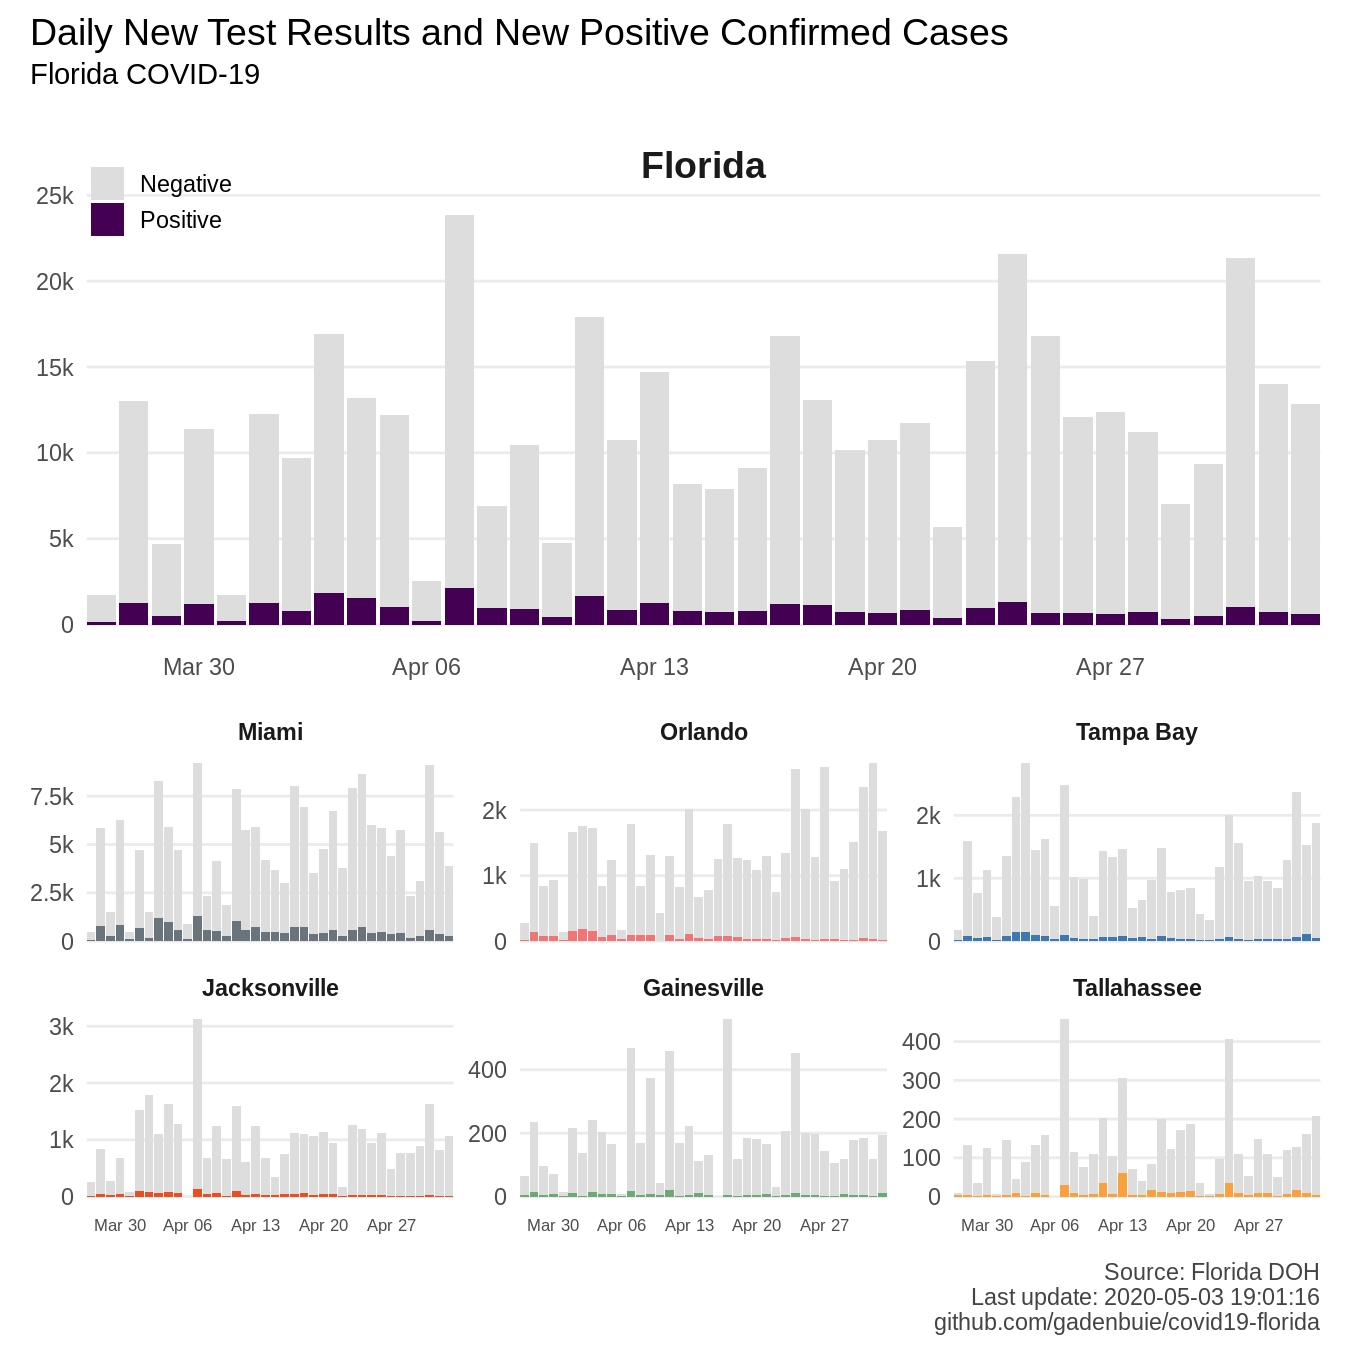 Daily New Test Results and New Positive Confirmed Cases
Florida COVID-19
Florida
Negative
Positive
25k
20k
15k
10k
5k
0
Mar 30 Apr 06 Apr 13 Apr 20 Apr 27
Miami Orlando Tampa Bay
7.5k
5k
2.5k
0
2k
1k
0
2k
1k
0
Jacksonville Gainesville Tallahassee
3k
2k
1k
0
400
200
0
400
300
200
100
0
Mar 30 Apr 06 Apr 13 Apr 20 Apr 27
Mar 30 Apr 06 Apr 13 Apr 20 Apr 27
Mar 30 Apr 06 Apr 13 Apr 20 Apr 27
Source: Florida DOH
Last update: 2020-05-03 19:01:16
github.com/gadenbuie/covid19-florida